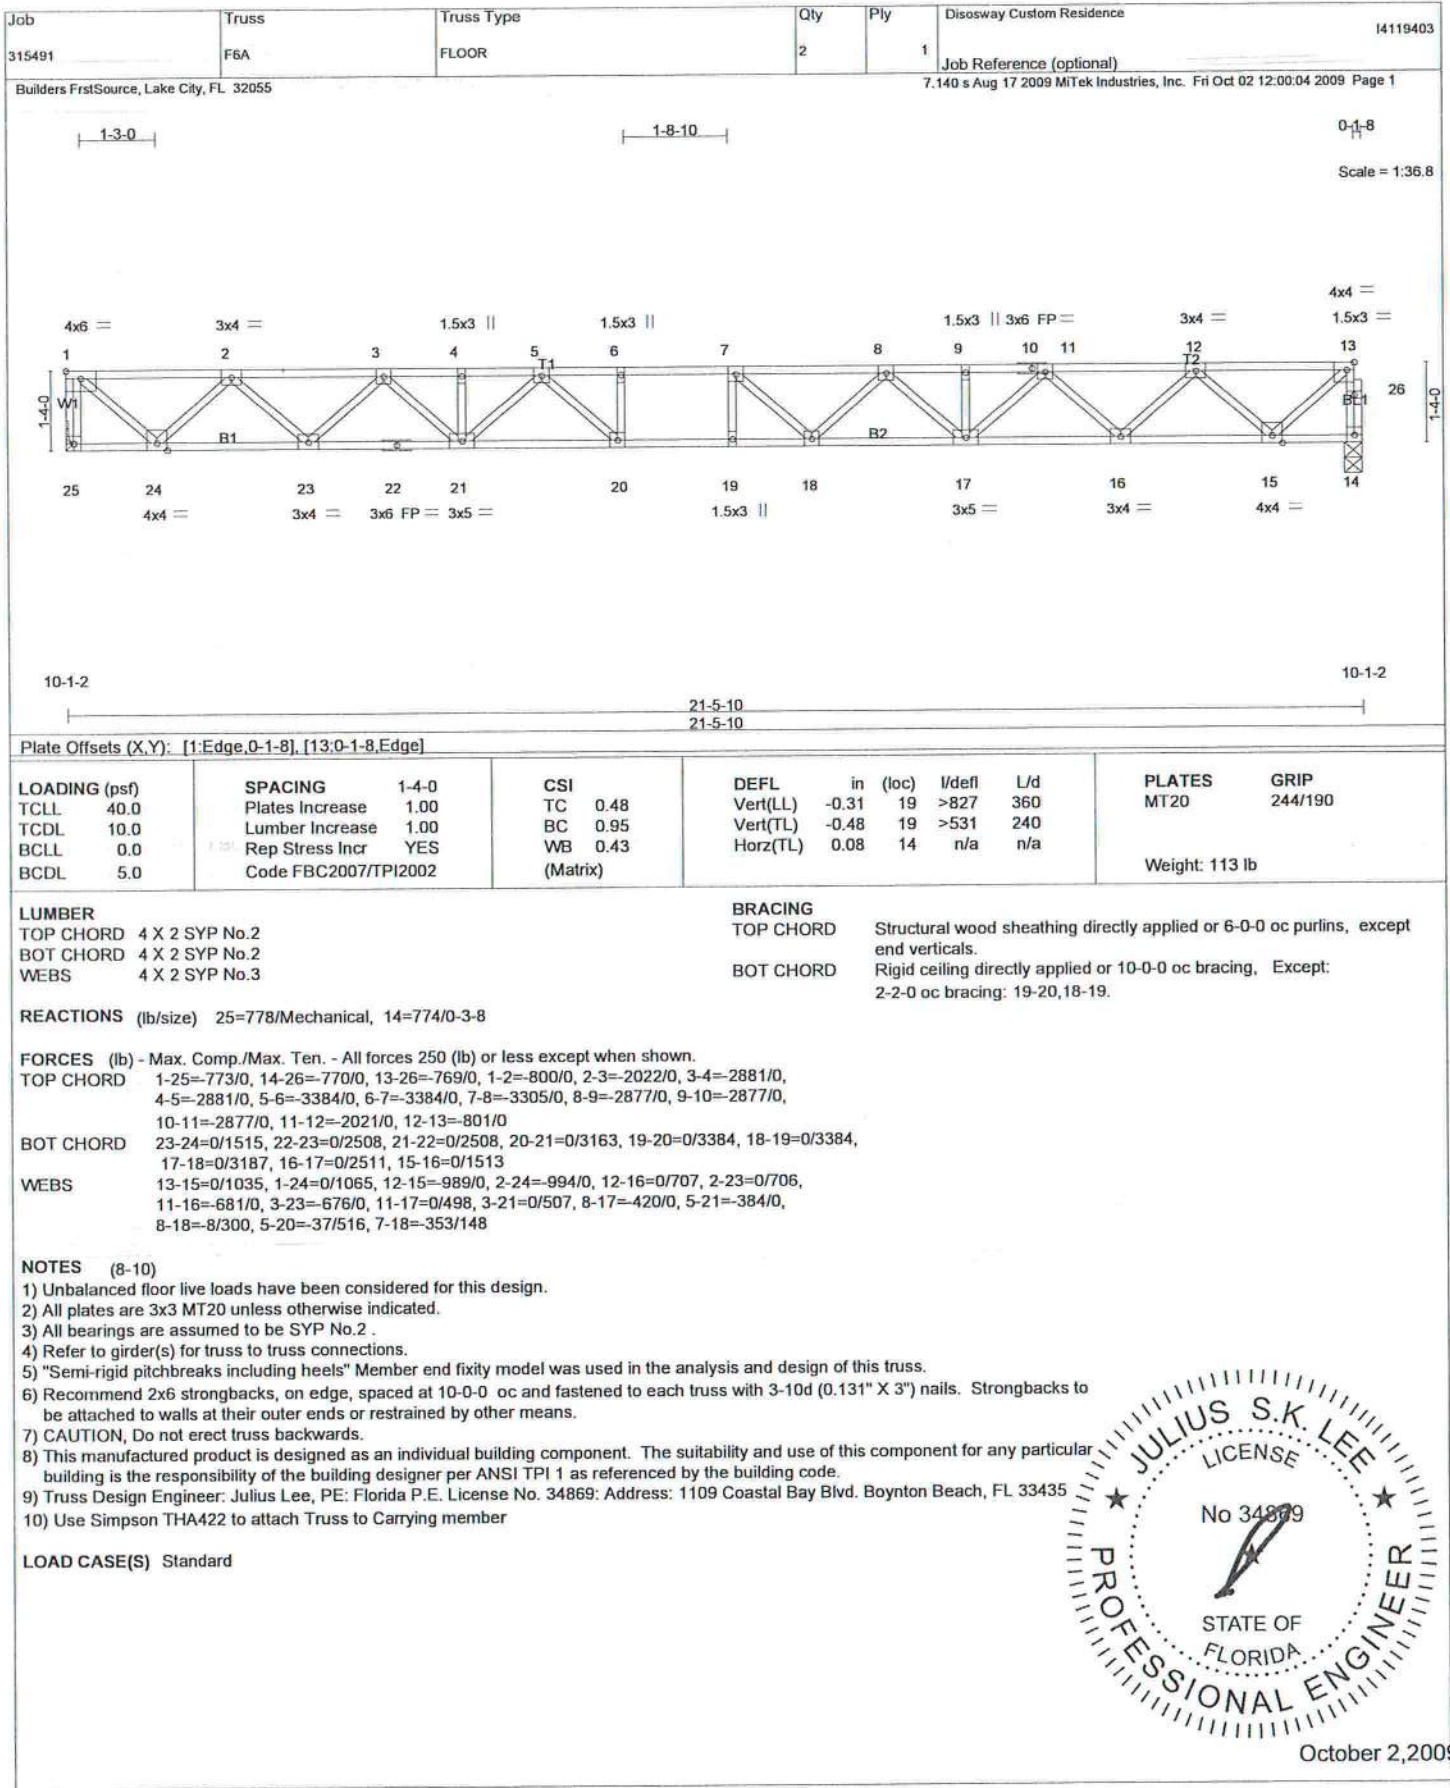 Job Truss Truss Type Qty Ply Disosway Custom Residence
I4119403
315491 F6A FLOOR 2 1
Job Reference (optional)
Builders FrstSource, Lake City, FL 32055 7.140 s Aug 17 2009 MiTek Industries, Inc. Fri Oct 02 12:00:04 2009 Page 1
1-3-0 1-8-10 0-1-8
Scale = 1:36.8
4x4 =
4x6 = 3x4 = 1.5x3 || 1.5x3 || 1.5x3 || 3x6 FP = 3x4 = 1.5x3 =
1 2 3 4 5 6 7 8 9 10 11 12 13
T1 T2
1-4-0 W1 BL1 26 1-4-0
B1 B2
25 24 23 22 21 20 19 18 17 16 15 14
4x4 = 3x4 = 3x6 FP = 3x5 = 1.5x3 || 3x5 = 3x4 = 4x4 =
10-1-2 10-1-2
21-5-10
21-5-10
Plate Offsets (X,Y): [1:Edge,0-1-8], [13:0-1-8,Edge]
LOADING (psf) SPACING 1-4-0 CSI DEFL in (loc) l/defl L/d PLATES GRIP
TCLL 40.0 Plates Increase 1.00 TC 0.48 Vert(LL) -0.31 19 >827 360 MT20 244/190
TCDL 10.0 Lumber Increase 1.00 BC 0.95 Vert(TL) -0.48 19 >531 240
BCLL 0.0 Rep Stress Incr YES WB 0.43 Horz(TL) 0.08 14 n/a n/a
BCDL 5.0 Code FBC2007/TPI2002 (Matrix) Weight: 113 lb
LUMBER
TOP CHORD 4 X 2 SYP No.2
BOT CHORD 4 X 2 SYP No.2
WEBS 4 X 2 SYP No.3
BRACING
TOP CHORD Structural wood sheathing directly applied or 6-0-0 oc purlins, except
end verticals.
BOT CHORD Rigid ceiling directly applied or 10-0-0 oc bracing, Except:
2-2-0 oc bracing: 19-20,18-19.
REACTIONS (lb/size) 25=778/Mechanical, 14=774/0-3-8
FORCES (lb) - Max. Comp./Max. Ten. - All forces 250 (lb) or less except when shown.
TOP CHORD 1-25=-773/0, 14-26=-770/0, 13-26=-769/0, 1-2=-800/0, 2-3=-2022/0, 3-4=-2881/0,
4-5=-2881/0, 5-6=-3384/0, 6-7=-3384/0, 7-8=-3305/0, 8-9=-2877/0, 9-10=-2877/0,
10-11=-2877/0, 11-12=-2021/0, 12-13=-801/0
BOT CHORD 23-24=0/1515, 22-23=0/2508, 21-22=0/2508, 20-21=0/3163, 19-20=0/3384, 18-19=0/3384,
17-18=0/3187, 16-17=0/2511, 15-16=0/1513
WEBS 13-15=0/1035, 1-24=0/1065, 12-15=-989/0, 2-24=-994/0, 12-16=0/707, 2-23=0/706,
11-16=-681/0, 3-23=-676/0, 11-17=0/498, 3-21=0/507, 8-17=-420/0, 5-21=-384/0,
8-18=-8/300, 5-20=-37/516, 7-18=-353/148
NOTES (8-10)
1) Unbalanced floor live loads have been considered for this design.
2) All plates are 3x3 MT20 unless otherwise indicated.
3) All bearings are assumed to be SYP No.2 .
4) Refer to girder(s) for truss to truss connections.
5) "Semi-rigid pitchbreaks including heels" Member end fixity model was used in the analysis and design of this truss.
6) Recommend 2x6 strongbacks, on edge, spaced at 10-0-0 oc and fastened to each truss with 3-10d (0.131" X 3") nails. Strongbacks to
be attached to walls at their outer ends or restrained by other means.
7) CAUTION, Do not erect truss backwards.
8) This manufactured product is designed as an individual building component. The suitability and use of this component for any particular
building is the responsibility of the building designer per ANSI TPI 1 as referenced by the building code.
9) Truss Design Engineer: Julius Lee, PE: Florida P.E. License No. 34869: Address: 1109 Coastal Bay Blvd. Boynton Beach, FL 33435
10) Use Simpson THA422 to attach Truss to Carrying member
LOAD CASE(S) Standard
JULIUS S.K. LEE
LICENSE
No 34869
STATE OF
FLORIDA
PROFESSIONAL ENGINEER
October 2,2009